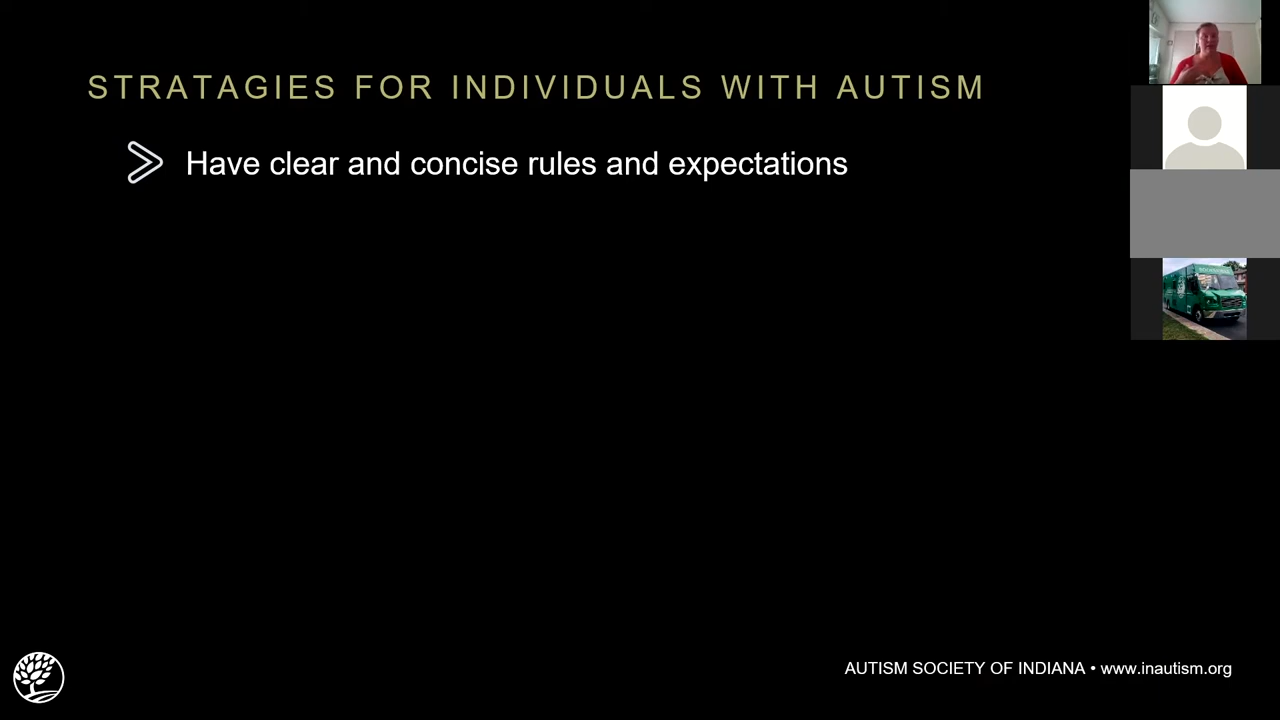 STRATAGIES FOR INDIVIDUALS WITH AUTISM
Have clear and concise rules and expectations
AUTISM SOCIETY OF INDIANA • www.inautism.org